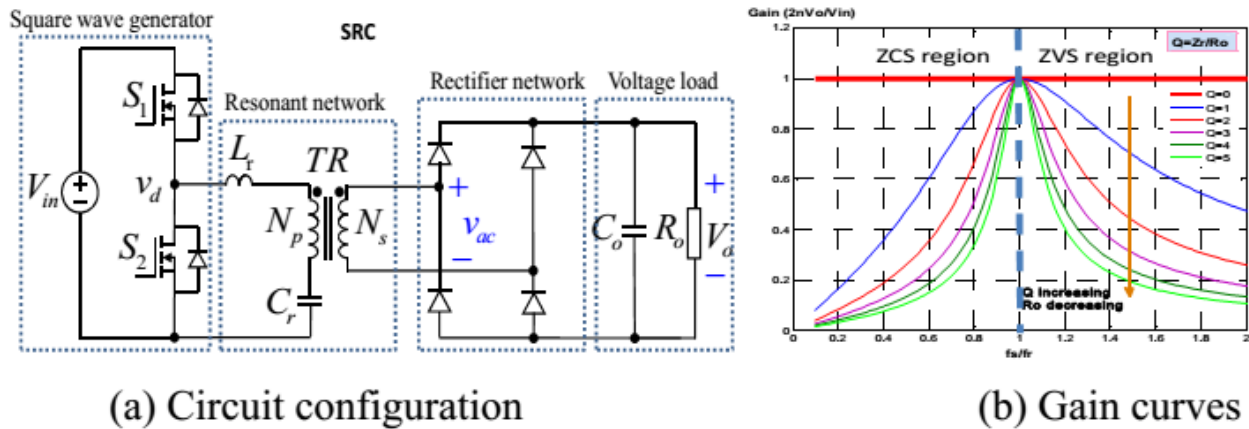 SRC
Square wave generator
Resonant network
Rectifier network
Voltage load
S1
S2
Vin
vd
Lr
TR
Np
Ns
Cr
+
vac
−
Co
Ro
+
Vo
−
(a) Circuit configuration
Gain (2nVo/Vin)
1.2
1
0.8
0.6
0.4
0.2
0
ZCS region
ZVS region
Q=Zr/Ro
Q=0
Q=1
Q=2
Q=3
Q=4
Q=5
Q increasing
Ro decreasing
0 0.2 0.4 0.6 0.8 1 1.2 1.4 1.6 1.8 2
fs/fr
(b) Gain curves